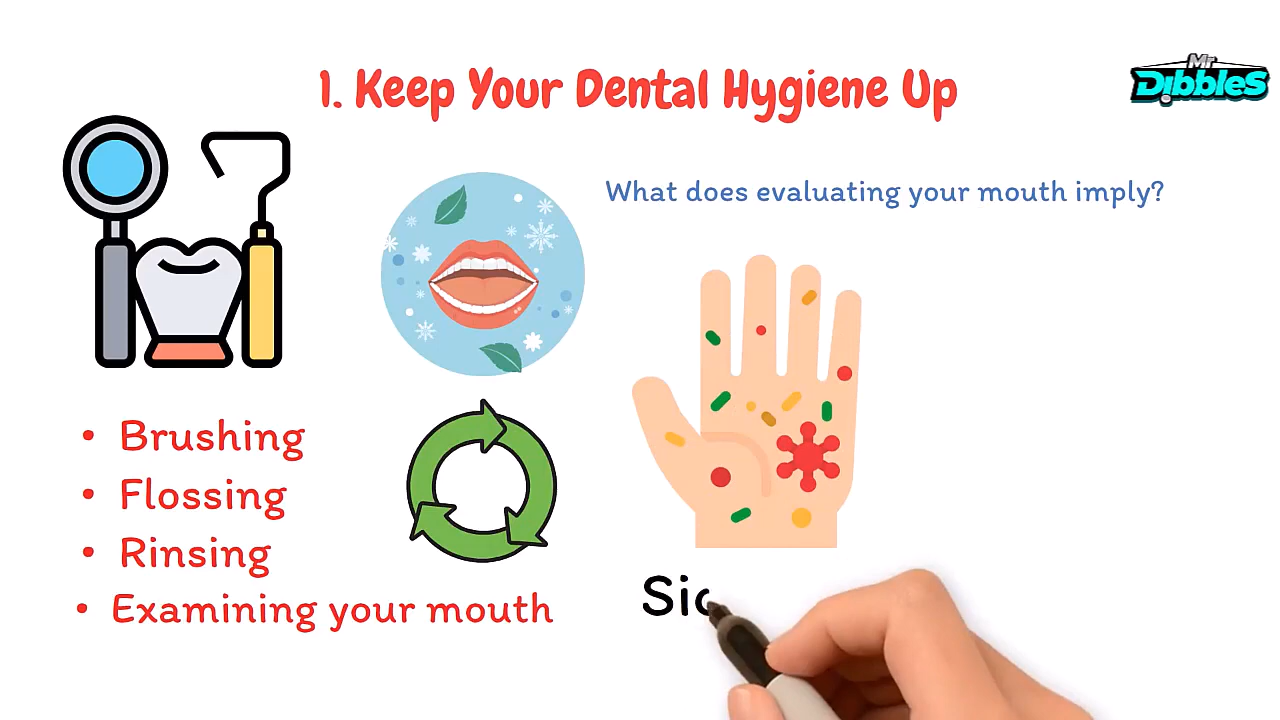 1. Keep Your Dental Hygiene Up
Mr
Dibbles
What does evaluating your mouth imply?
• Brushing
• Flossing
• Rinsing
• Examining your mouth